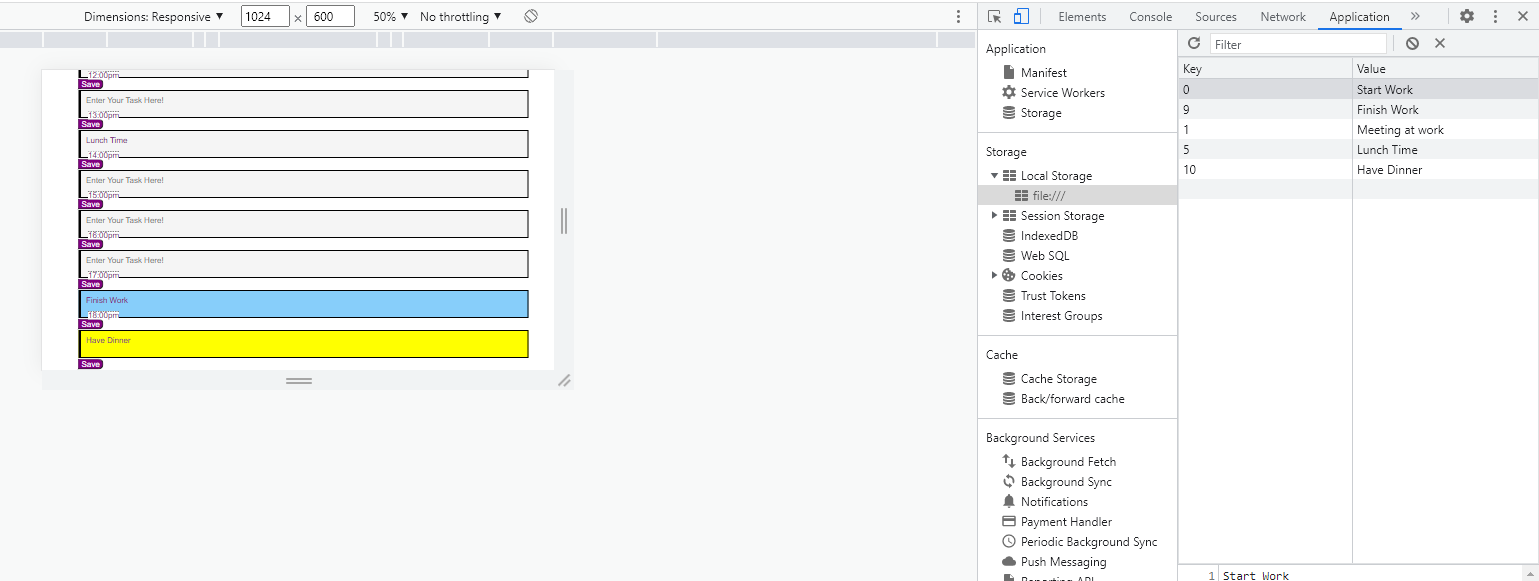 Dimensions: Responsive ▼ 1024 × 600 50% ▼ No throttling ▼
12:00pm
Save
Enter Your Task Here!
13:00pm
Save
Lunch Time
14:00pm
Save
Enter Your Task Here!
15:00pm
Save
Enter Your Task Here!
16:00pm
Save
Enter Your Task Here!
17:00pm
Save
Finish Work
18:00pm
Save
Have Dinner
Save
Elements Console Sources Network Application »
Application
Manifest
Service Workers
Storage
Storage
Local Storage
file:///
Session Storage
IndexedDB
Web SQL
Cookies
Trust Tokens
Interest Groups
Cache
Cache Storage
Back/forward cache
Background Services
Background Fetch
Background Sync
Notifications
Payment Handler
Periodic Background Sync
Push Messaging
Reporting API
Filter
Key Value
0 Start Work
9 Finish Work
1 Meeting at work
5 Lunch Time
10 Have Dinner
1 Start Work